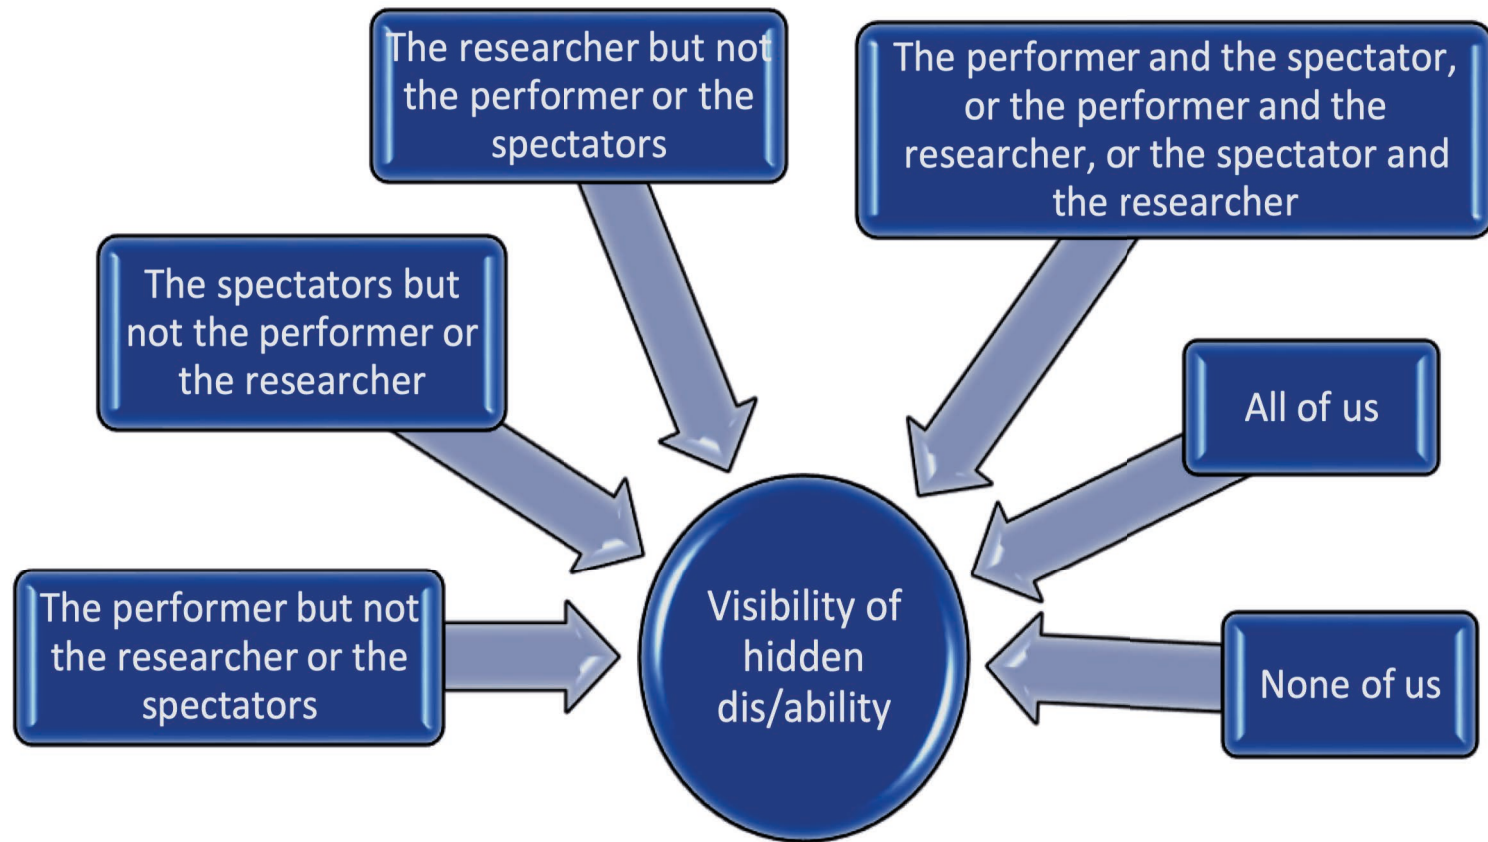 The researcher but not
the performer or the
spectators
The performer and the spectator,
or the performer and the
researcher, or the spectator and
the researcher
The spectators but
not the performer or
the researcher
All of us
The performer but not
the researcher or the
spectators
Visibility of
hidden
dis/ability
None of us